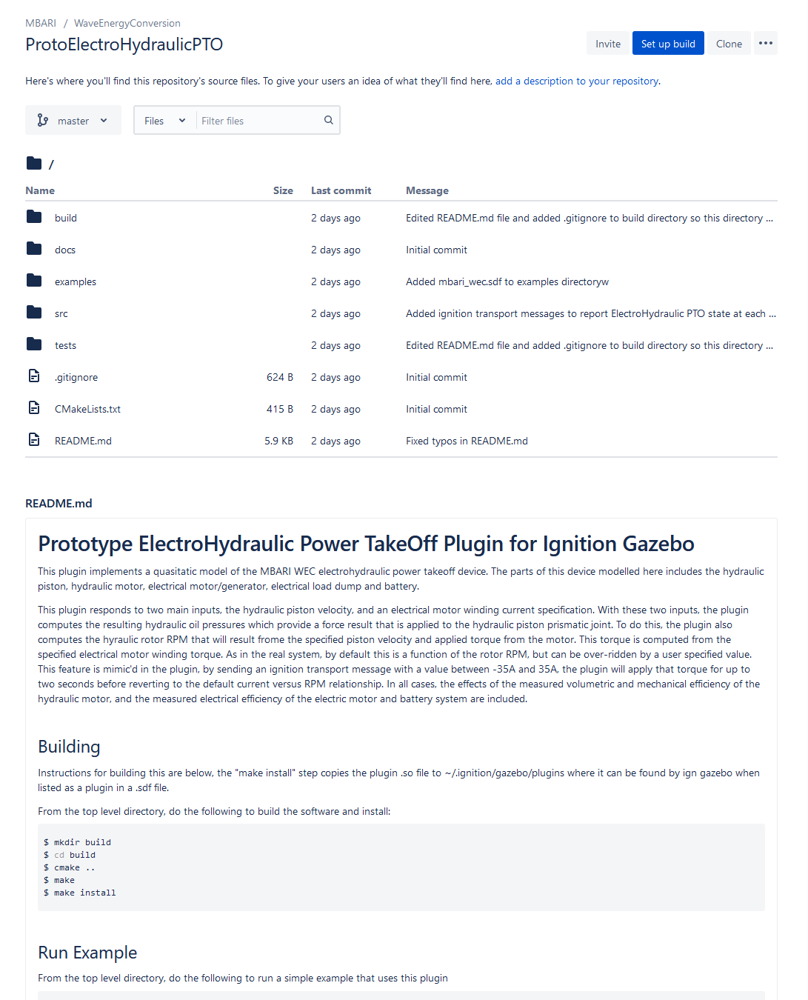 MBARI / WaveEnergyConversion
ProtoElectroHydraulicPTO
Invite Set up build Clone
Here's where you'll find this repository's source files. To give your users an idea of what they'll find here, add a description to your repository.
master Files Filter files
/
Name Size Last commit Message
build 2 days ago Edited README.md file and added .gitignore to build directory so this directory ...
docs 2 days ago Initial commit
examples 2 days ago Added mbari_wec.sdf to examples directoryw
src 2 days ago Added ignition transport messages to report ElectroHydraulic PTO state at each ...
tests 2 days ago Edited README.md file and added .gitignore to build directory so this directory ...
.gitignore 624 B 2 days ago Initial commit
CMakeLists.txt 415 B 2 days ago Initial commit
README.md 5.9 KB 2 days ago Fixed typos in README.md
README.md
Prototype ElectroHydraulic Power TakeOff Plugin for Ignition Gazebo
This plugin implements a quasitatic model of the MBARI WEC electrohydraulic power takeoff device. The parts of this device modelled here includes the hydraulic
piston, hydraulic motor, electrical motor/generator, electrical load dump and battery.
This plugin responds to two main inputs, the hydraulic piston velocity, and an electrical motor winding current specification. With these two inputs, the plugin
computes the resulting hydraulic oil pressures which provide a force result that is applied to the hydraulic piston prismatic joint. To do this, the plugin also
computes the hyraulic rotor RPM that will result frome the specified piston velocity and applied torque from the motor. This torque is computed from the
specified electrical motor winding torque. As in the real system, by default this is a function of the rotor RPM, but can be over-ridden by a user specified value.
This feature is mimic'd in the plugin, by sending an ignition transport message with a value between -35A and 35A, the plugin will apply that torque for up to
two seconds before reverting to the default current versus RPM relationship. In all cases, the effects of the measured volumetric and mechanical efficiency of the
hydraulic motor, and the measured electrical efficiency of the electric motor and battery system are included.
Building
Instructions for building this are below, the "make install" step copies the plugin .so file to ~/.ignition/gazebo/plugins where it can be found by ign gazebo when
listed as a plugin in a .sdf file.
From the top level directory, do the following to build the software and install:
$ mkdir build
$ cd build
$ cmake ..
$ make
$ make install
Run Example
From the top level directory, do the following to run a simple example that uses this plugin